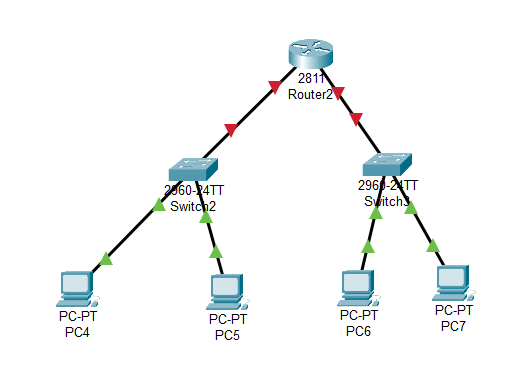 2811
Router2
2960-24TT
Switch2
2960-24TT
Switch3
PC-PT
PC4
PC-PT
PC5
PC-PT
PC6
PC-PT
PC7